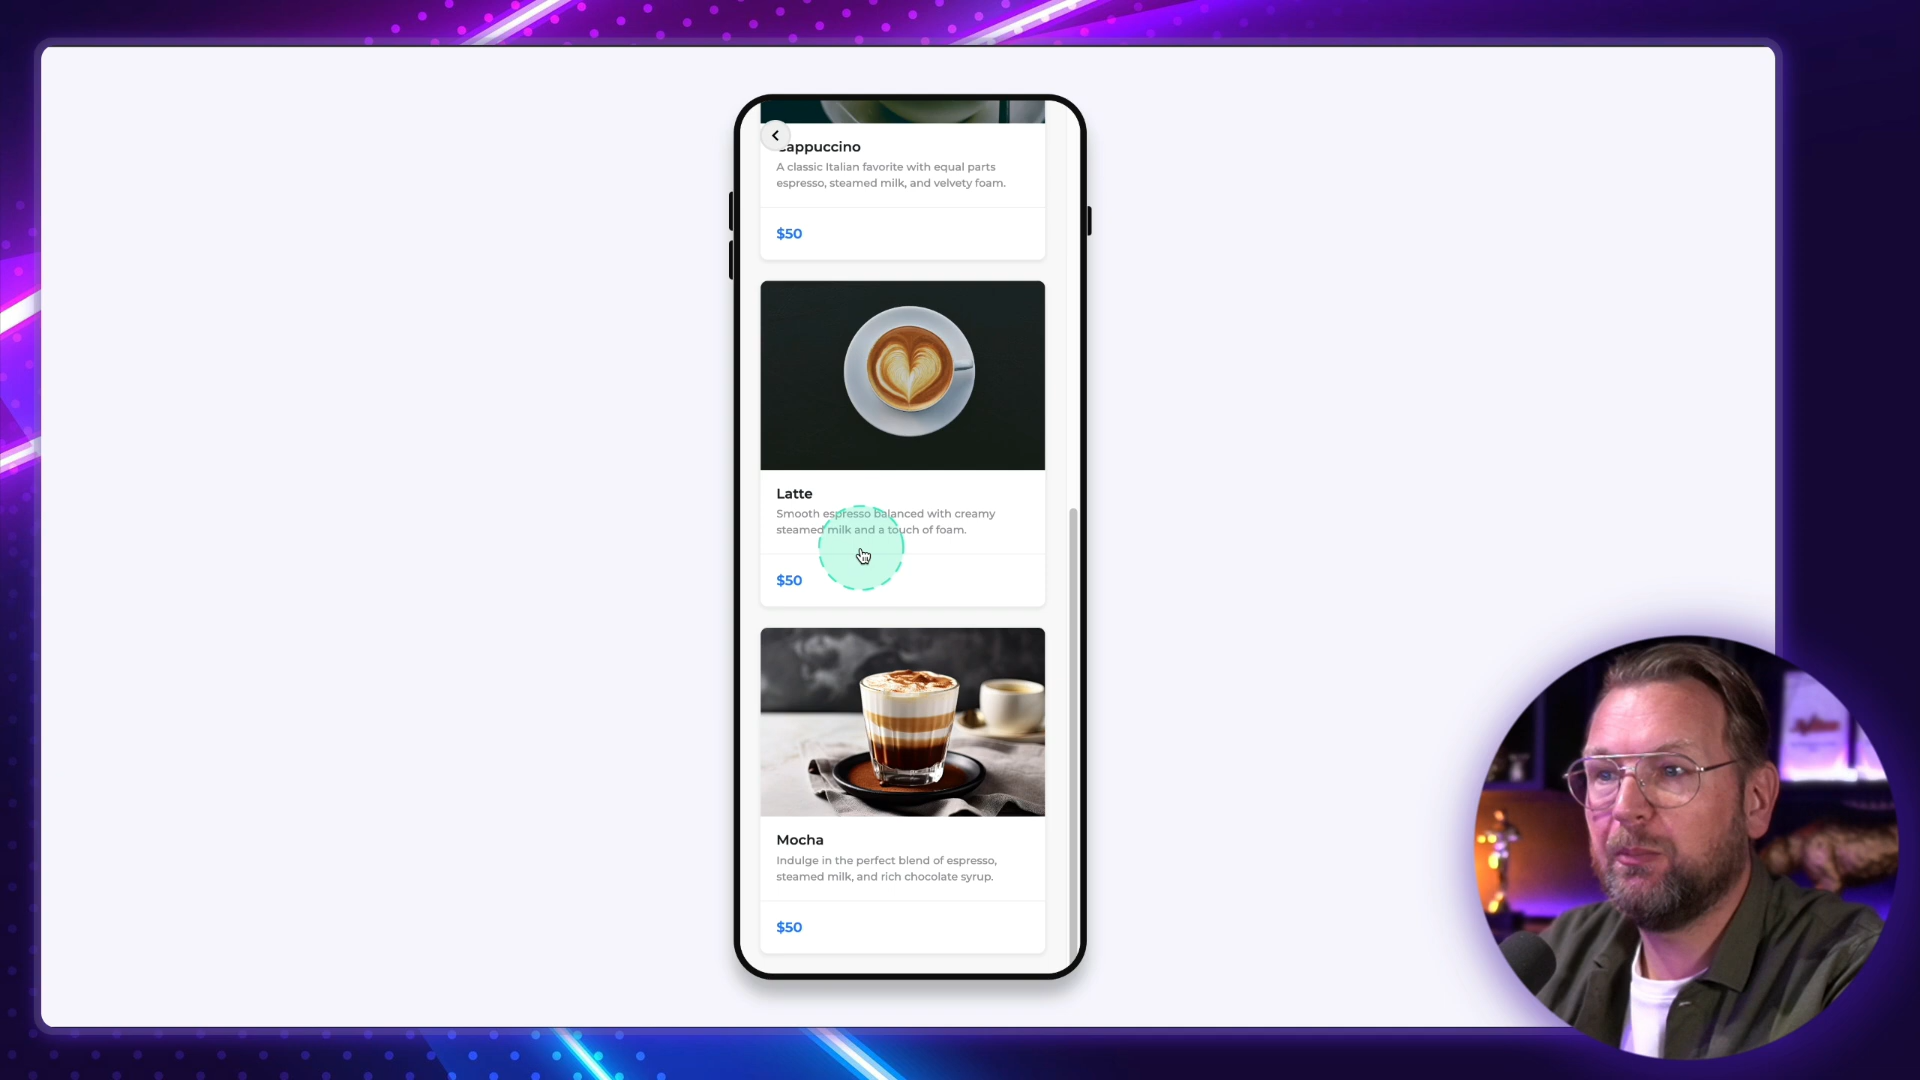 Cappuccino
A classic Italian favorite with equal parts
espresso, steamed milk, and velvety foam.
$50
Latte
Smooth espresso balanced with creamy
steamed milk and a touch of foam.
$50
Mocha
Indulge in the perfect blend of espresso,
steamed milk, and rich chocolate syrup.
$50